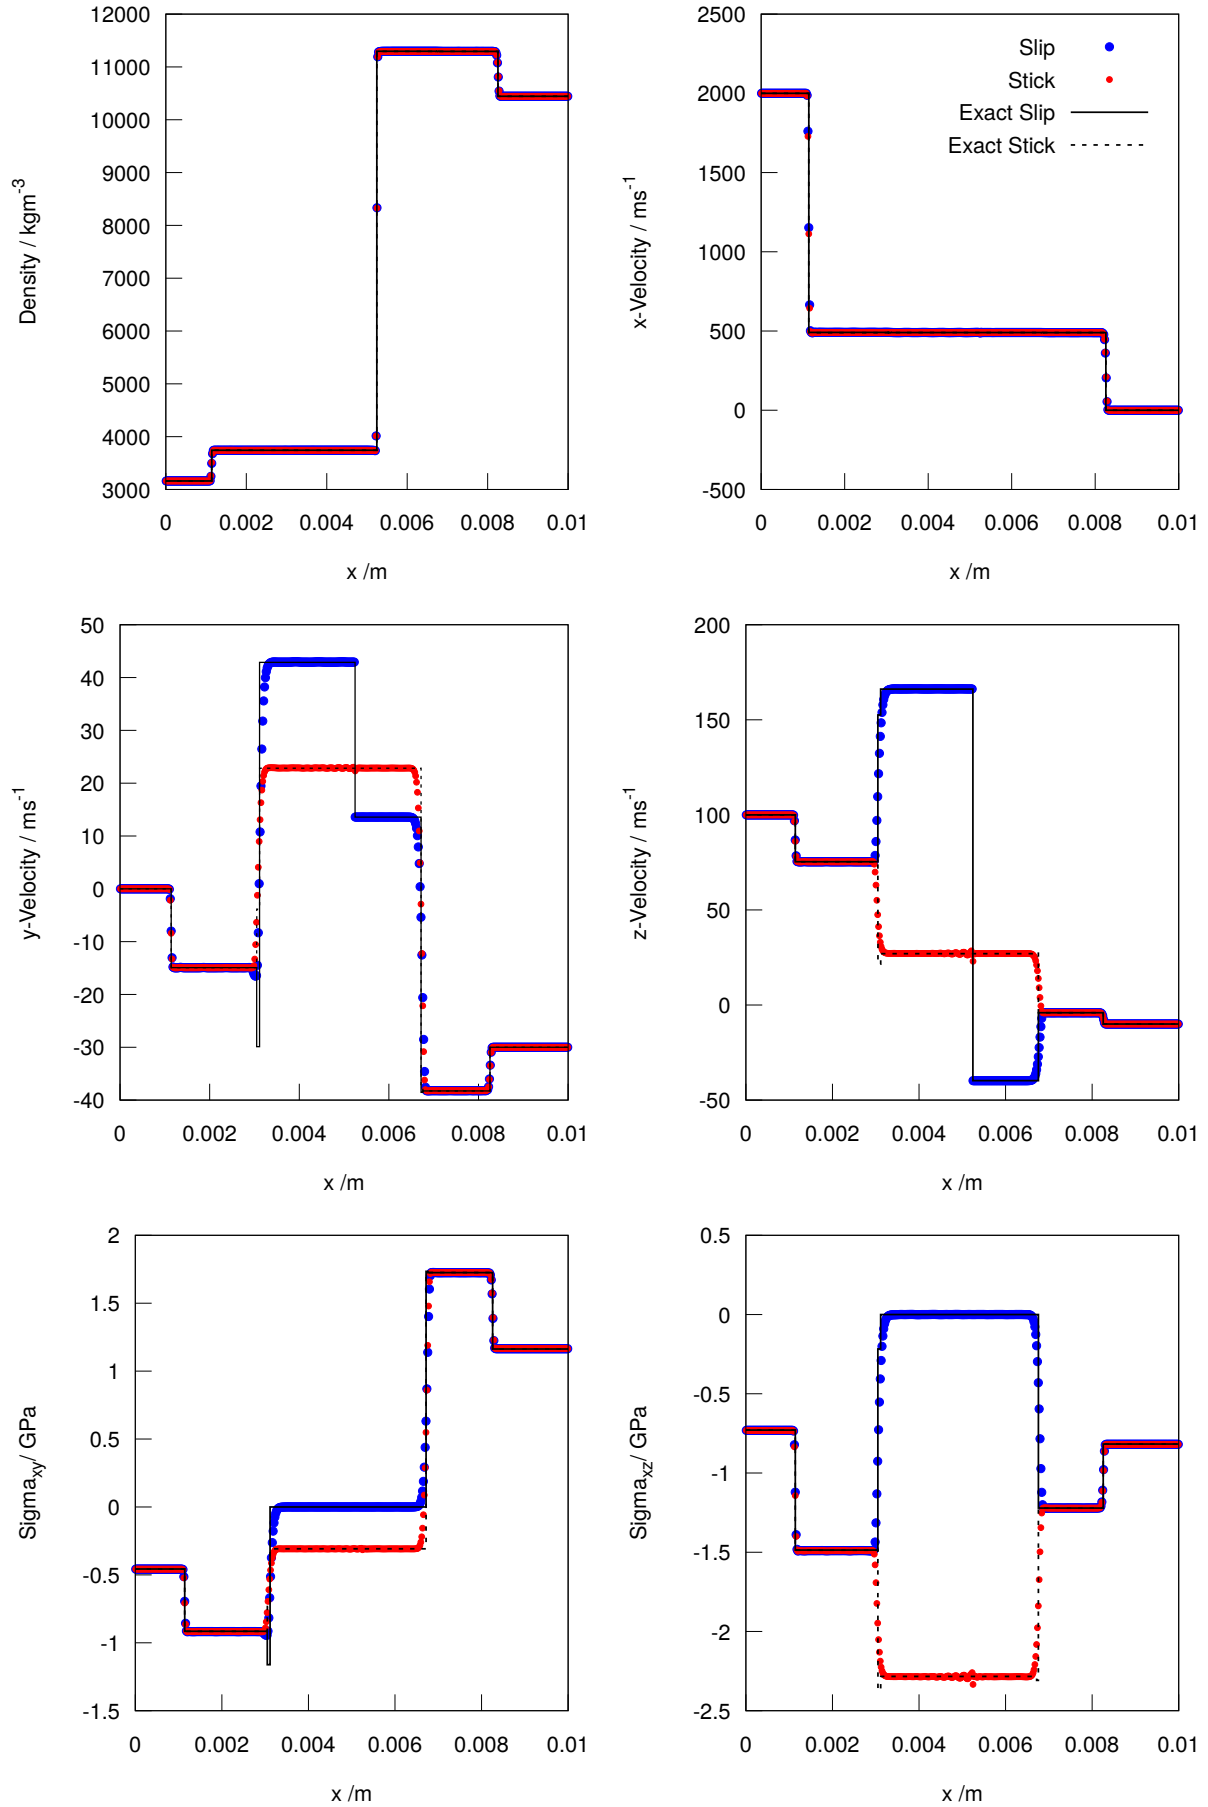 12000
11000
10000
9000
8000
7000
6000
5000
4000
3000
0 0.002 0.004 0.006 0.008 0.01
x /m
Density / kgm-3
2500
2000
1500
1000
500
0
-500
0 0.002 0.004 0.006 0.008 0.01
x /m
x-Velocity / ms-1
Slip
Stick
Exact Slip
Exact Stick
50
40
30
20
10
0
-10
-20
-30
-40
0 0.002 0.004 0.006 0.008 0.01
x /m
y-Velocity / ms-1
200
150
100
50
0
-50
0 0.002 0.004 0.006 0.008 0.01
x /m
z-Velocity / ms-1
2
1.5
1
0.5
0
-0.5
-1
-1.5
0 0.002 0.004 0.006 0.008 0.01
x /m
Sigmaxy/ GPa
0.5
0
-0.5
-1
-1.5
-2
-2.5
0 0.002 0.004 0.006 0.008 0.01
x /m
Sigmaxz/ GPa